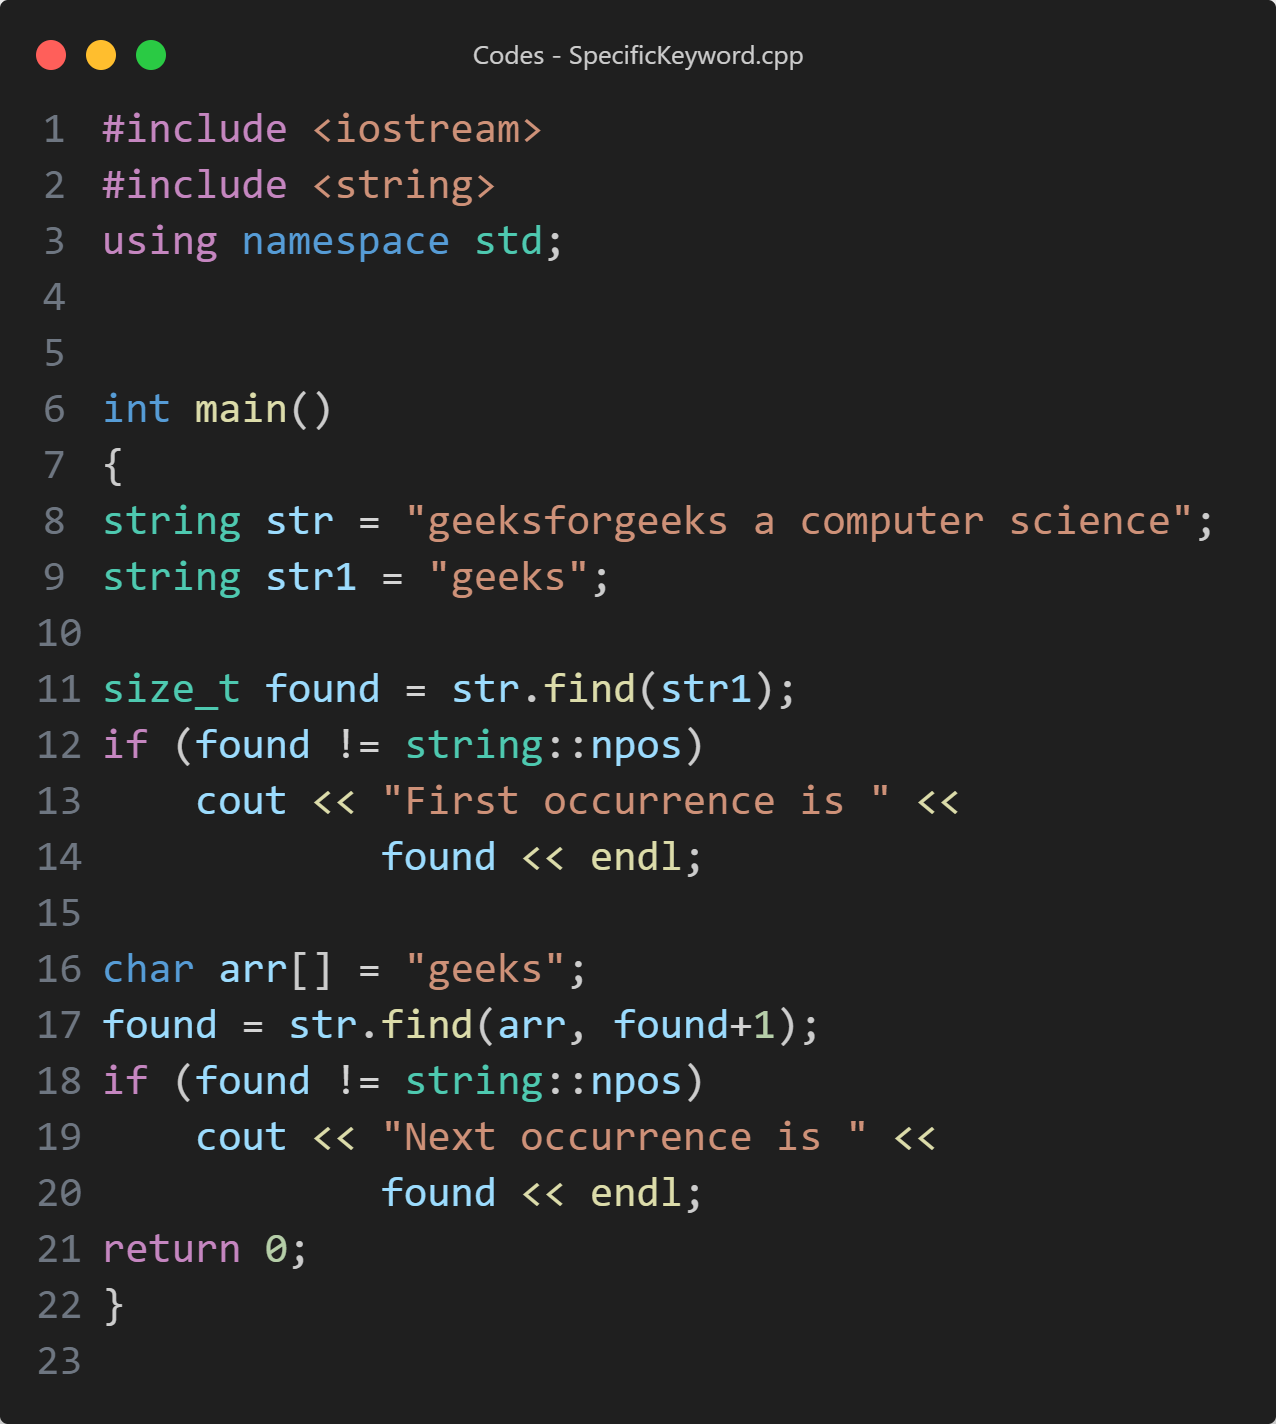 Codes - SpecificKeyword.cpp
1 #include <iostream>
2 #include <string>
3 using namespace std;
4
5
6 int main()
7 {
8 string str = "geeksforgeeks a computer science";
9 string str1 = "geeks";
10
11 size_t found = str.find(str1);
12 if (found != string::npos)
13     cout << "First occurrence is " <<
14             found << endl;
15
16 char arr[] = "geeks";
17 found = str.find(arr, found+1);
18 if (found != string::npos)
19     cout << "Next occurrence is " <<
20             found << endl;
21 return 0;
22 }
23